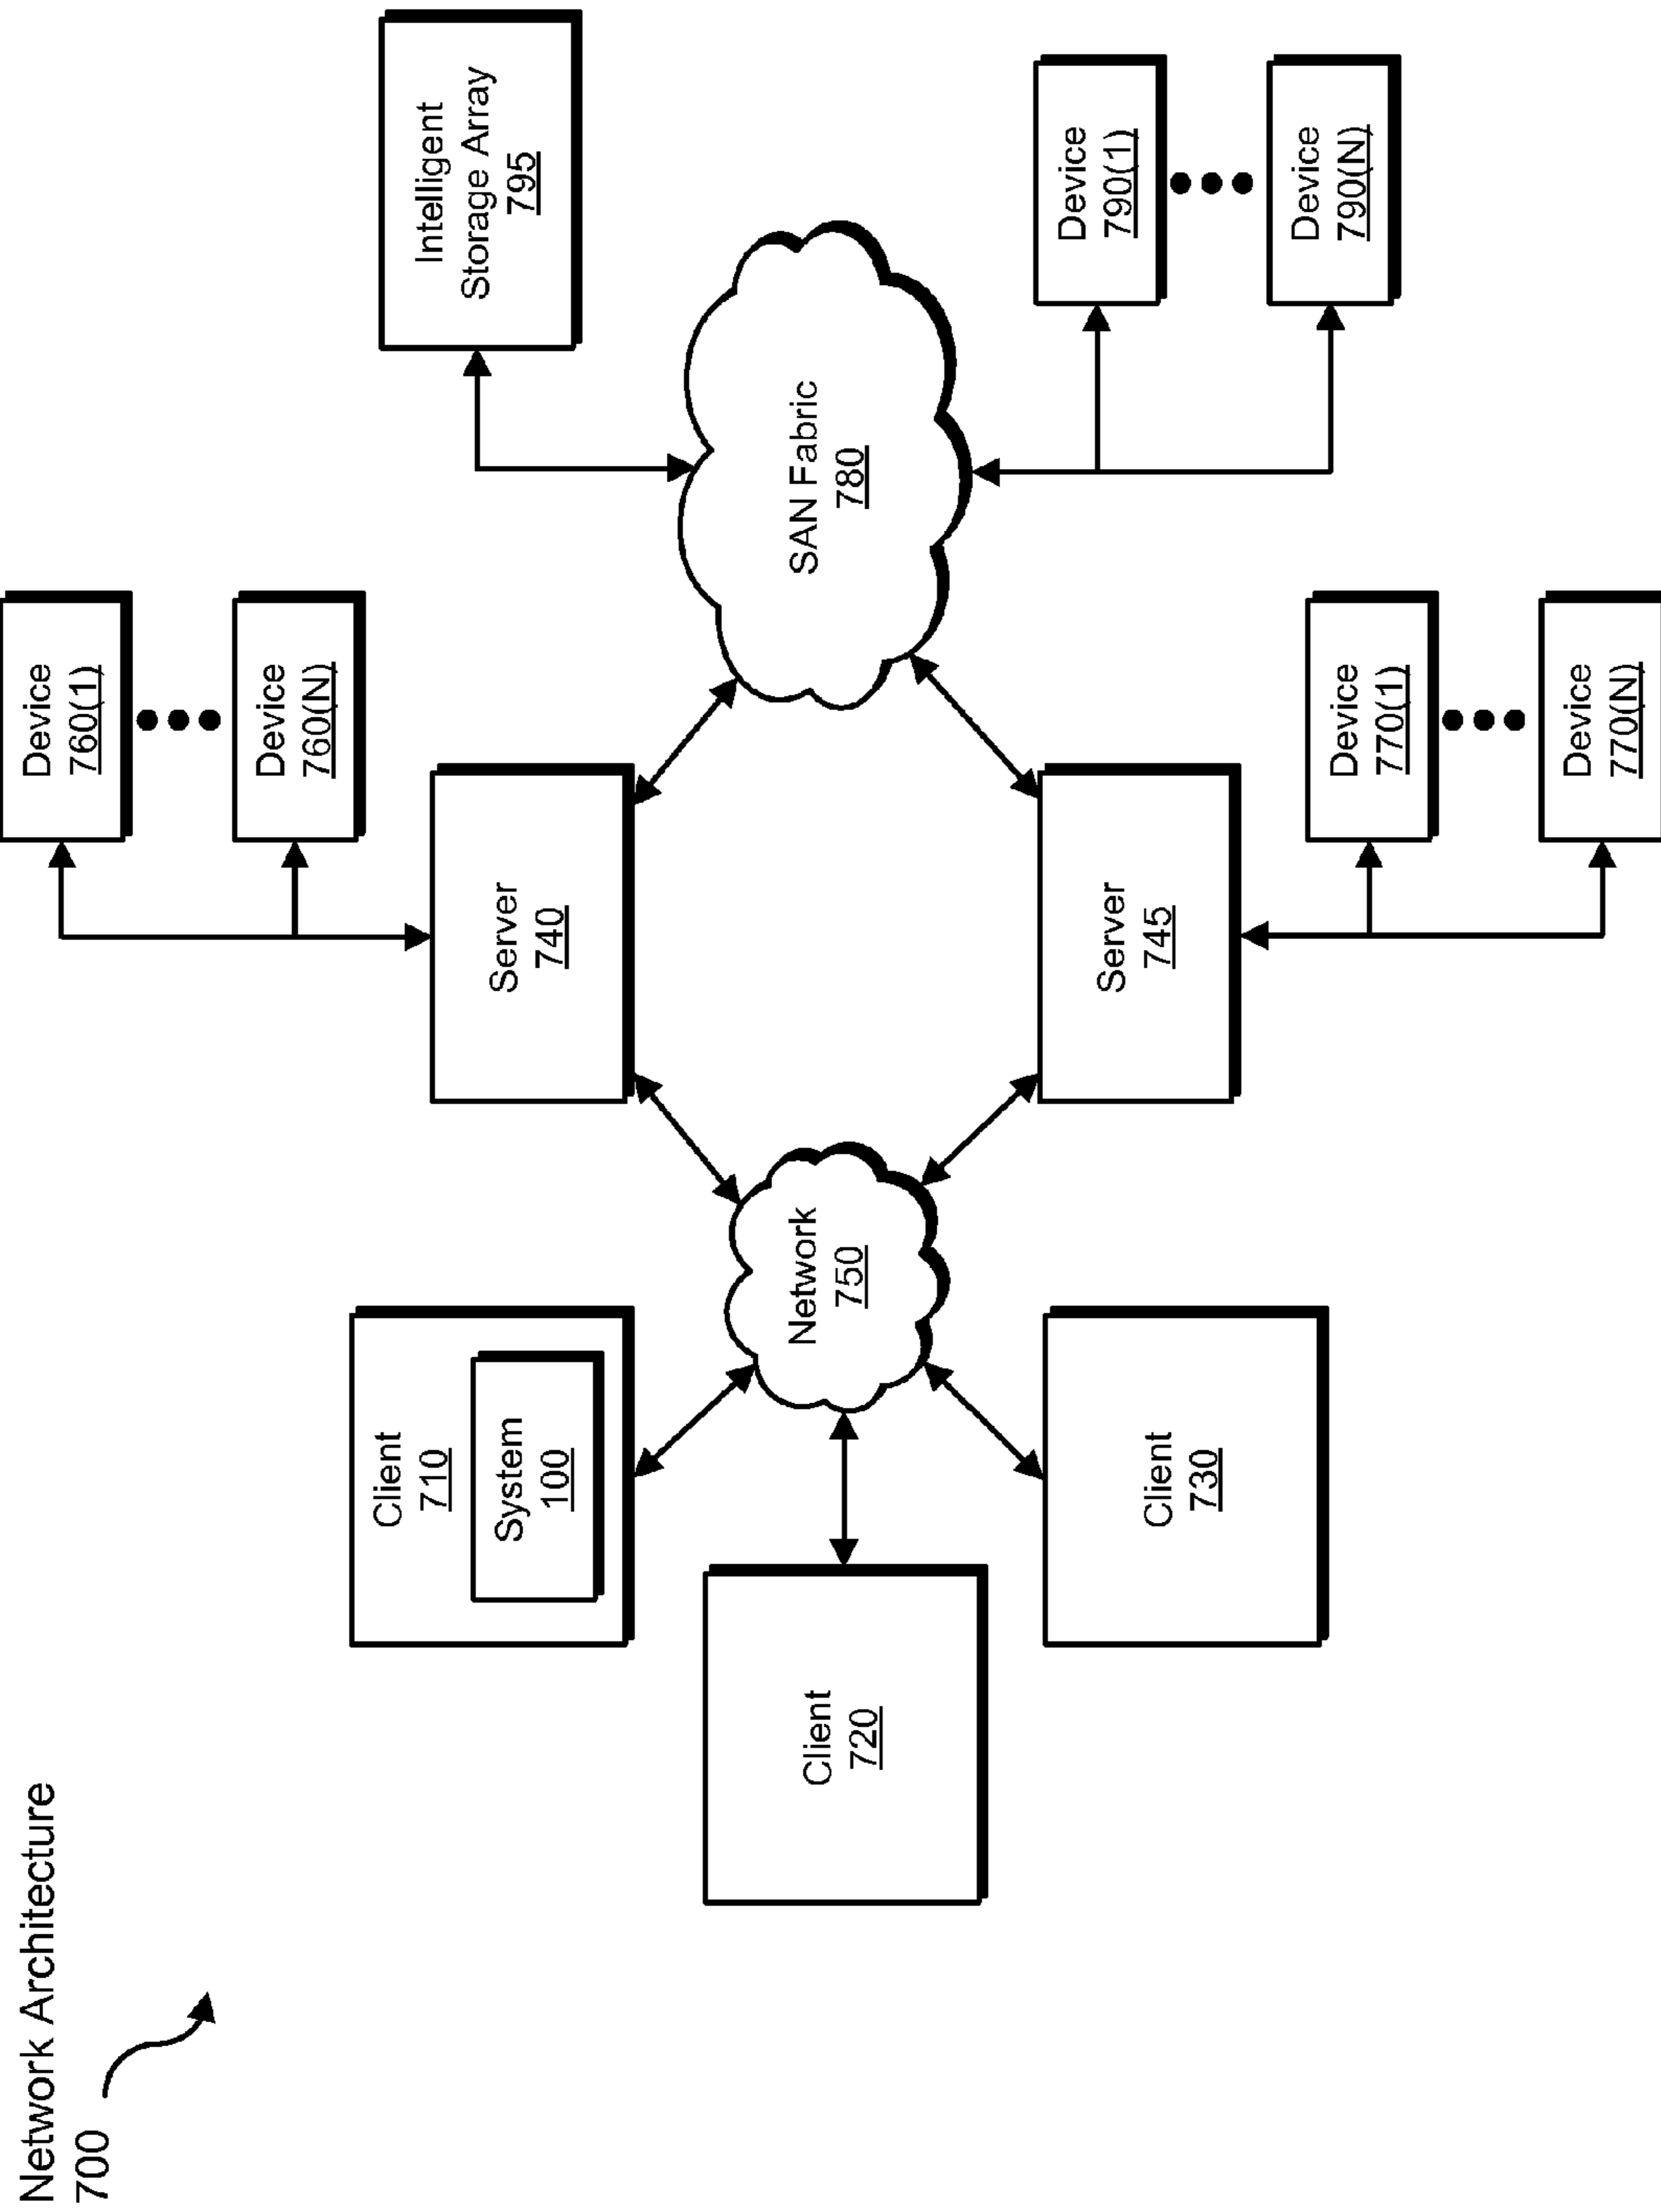 Network Architecture
700
Device
760(1)
Device
760(N)
Intelligent
Storage Array
795
Client
710
System
100
Server
740
Client
720
Network
750
SAN Fabric
780
Client
730
Server
745
Device
790(1)
Device
790(N)
Device
770(1)
Device
770(N)